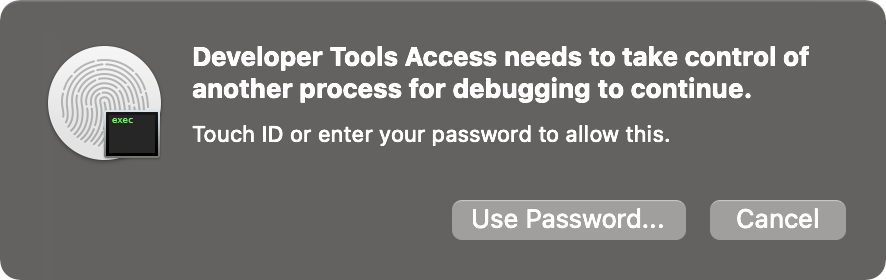 Developer Tools Access needs to take control of
another process for debugging to continue.
exec
Touch ID or enter your password to allow this.
Use Password...
Cancel